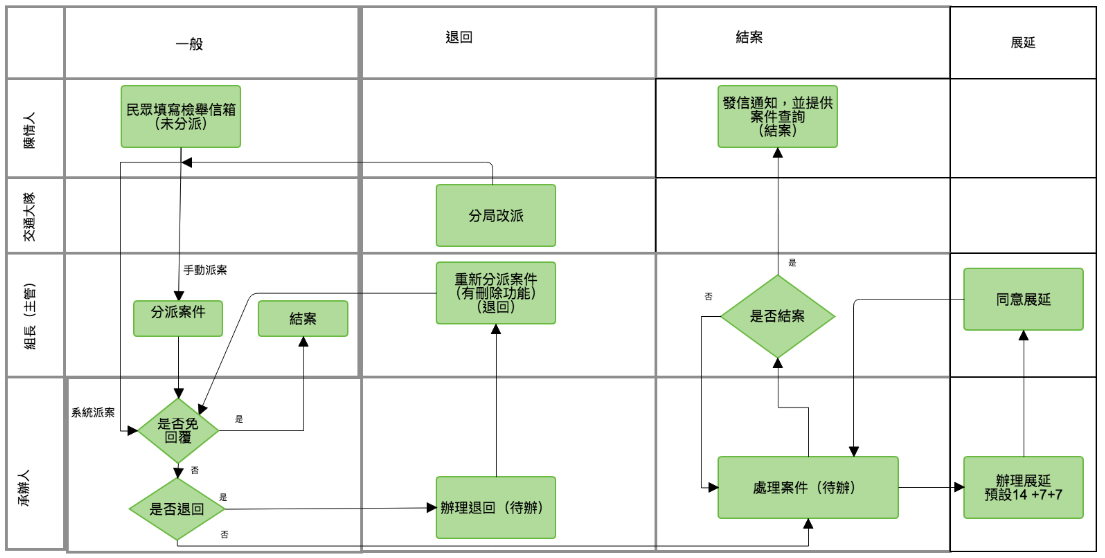 一般
退回
結案
展延
陳情人
民眾填寫檢舉信箱
（未分派）
發信通知，並提供
案件查詢
（結案）
交通大隊
分局改派
組長（主管）
手動派案
分派案件
結案
重新分派案件
（有刪除功能）
（退回）
是
否
是否結案
同意展延
承辦人
系統派案
是否免
回覆
是
否
是否退回
是
否
辦理退回（待辦）
處理案件（待辦）
辦理展延
預設14 +7+7